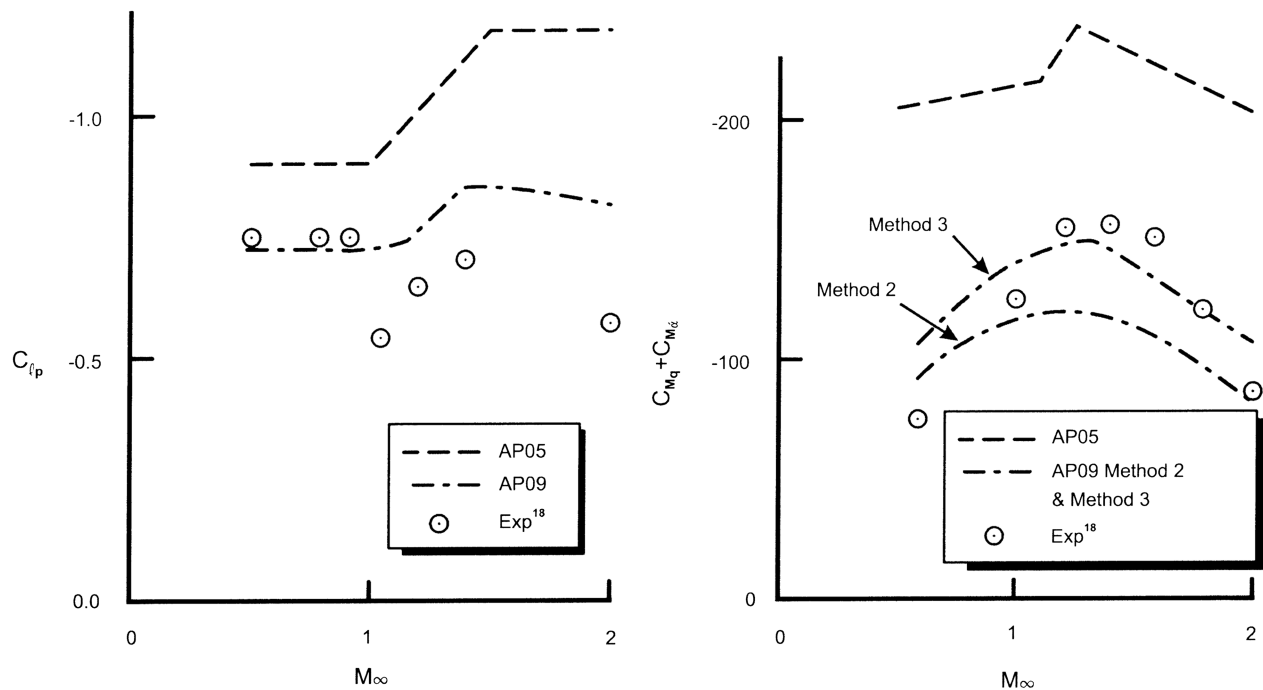 -1.0
-0.5
0.0
C_ℓp
0
1
2
M∞
AP05
AP09
Exp18
-200
-100
0
C_Mq + C_Mα̇
0
1
2
M∞
Method 3
Method 2
AP05
AP09 Method 2
& Method 3
Exp18